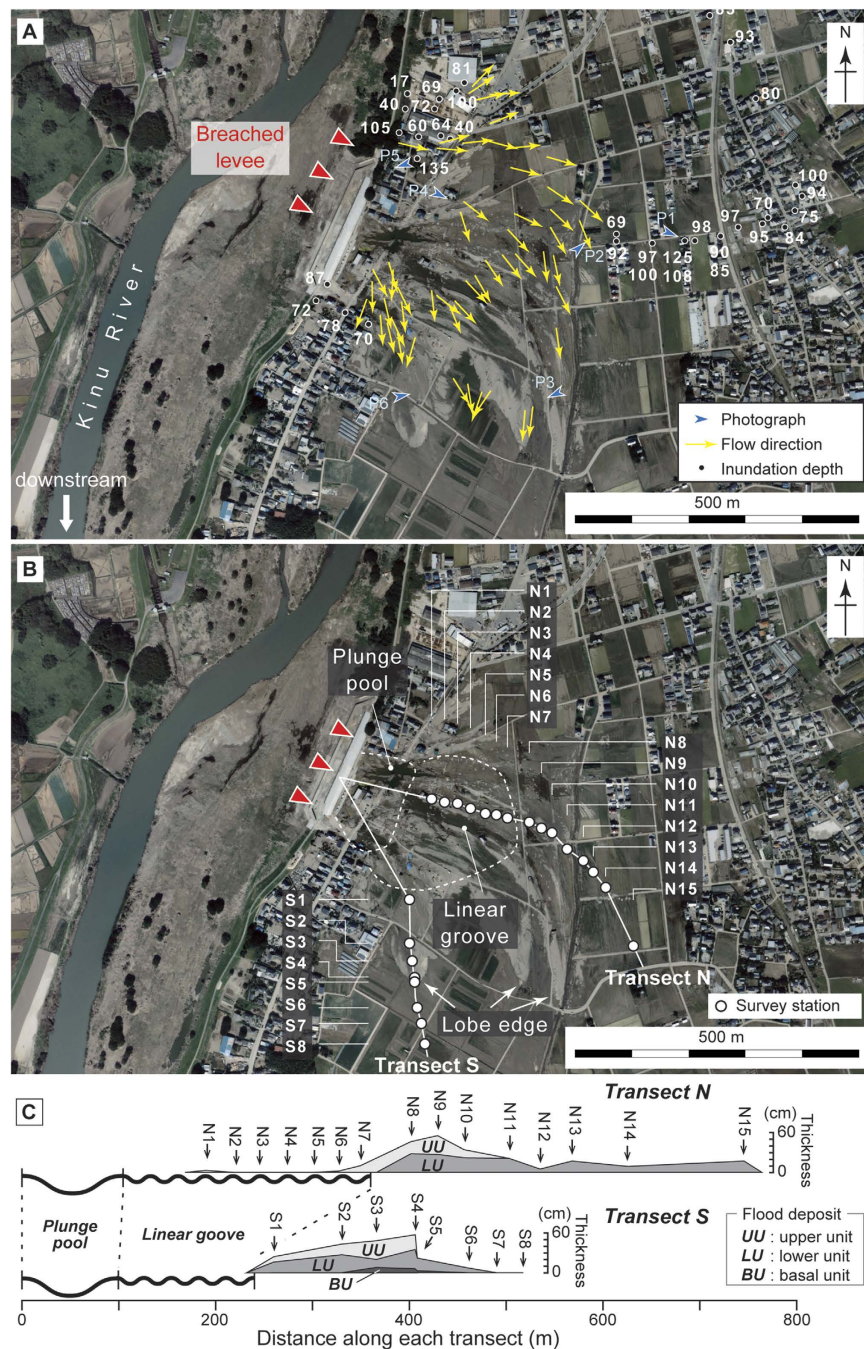 A
83
93
81
17
69
100
80
40
72
105
60
64
40
P5
135
100
P4
94
70
75
P1
69
97
98
95
84
P2
92
97
125
90
100
108
85
87
72
78
70
P3
P6
Breached
levee
Kinu River
downstream
N
Photograph
Flow direction
Inundation depth
500 m
B
N1
N2
N3
N4
N5
N6
N7
N8
N9
N10
N11
N12
N13
N14
N15
Plunge
pool
Linear
groove
S1
S2
S3
S4
S5
S6
S7
S8
Lobe edge
Transect N
Transect S
N
Survey station
500 m
C
Transect N
N1
N2
N3
N4
N5
N6
N7
N8
N9
N10
N11
N12
N13
N14
N15
(cm)
60
0
Thickness
UU
LU
Plunge
pool
Linear goove
Transect S
S1
S2
S3
S4
S5
S6
S7
S8
(cm)
60
0
Thickness
UU
LU
BU
Flood deposit
UU : upper unit
LU : lower unit
BU : basal unit
0 200 400 600 800
Distance along each transect (m)